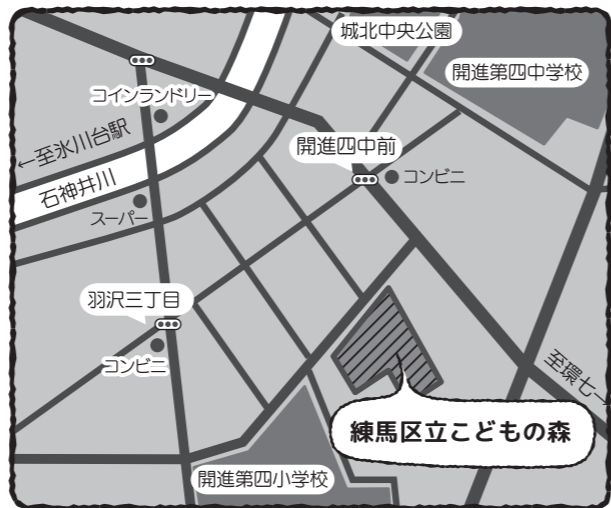 城北中央公園
開進第四中学校
コインランドリー
←至氷川台駅
開進四中前
コンビニ
石神井川
スーパー
羽沢三丁目
コンビニ
至環七→
練馬区立こどもの森
開進第四小学校